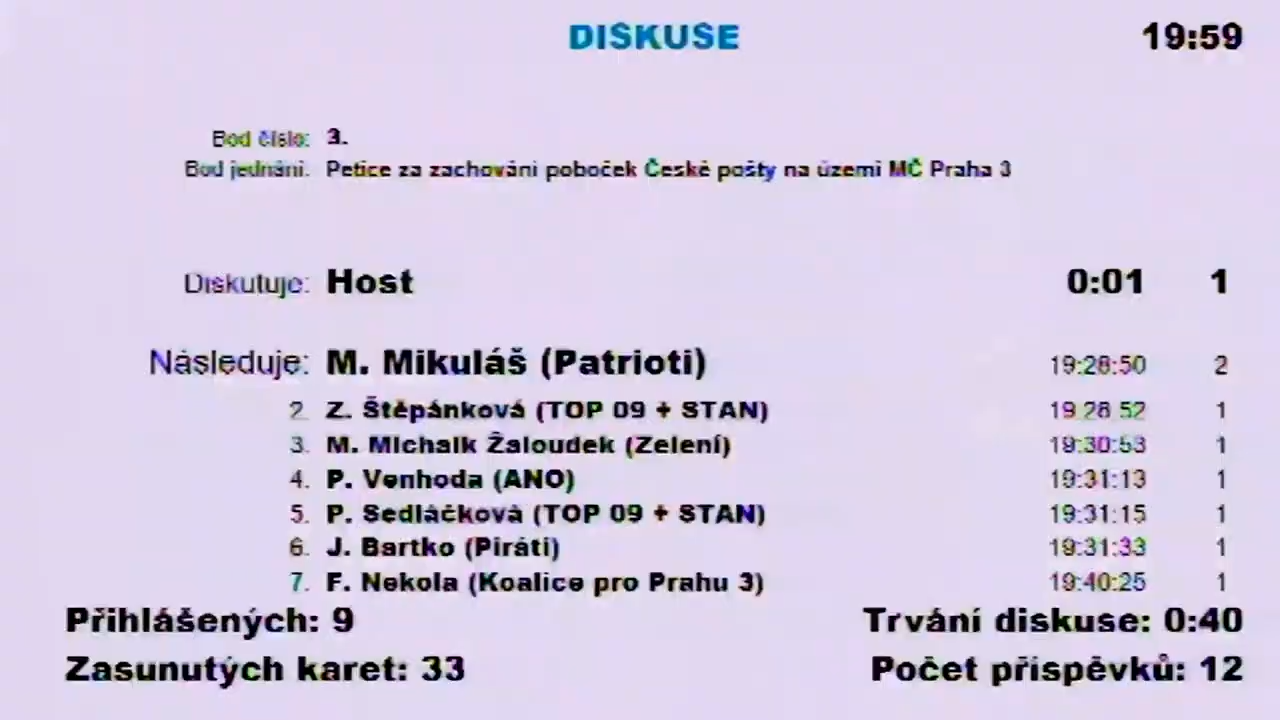 DISKUSE 19:59
Bod číslo: 3.
Bod jednání: Petice za zachování poboček České pošty na území MČ Praha 3
Diskutuje: Host 0:01 1
Následuje: M. Mikuláš (Patrioti) 19:28:50 2
2. Z. Štěpánková (TOP 09 + STAN) 19:28:52 1
3. M. Michalk Žaloudek (Zelení) 19:30:53 1
4. P. Venhoda (ANO) 19:31:13 1
5. P. Sedláčková (TOP 09 + STAN) 19:31:15 1
6. J. Bartko (Piráti) 19:31:33 1
7. F. Nekola (Koalice pro Prahu 3) 19:40:25 1
Přihlášených: 9 Trvání diskuse: 0:40
Zasunutých karet: 33 Počet příspěvků: 12